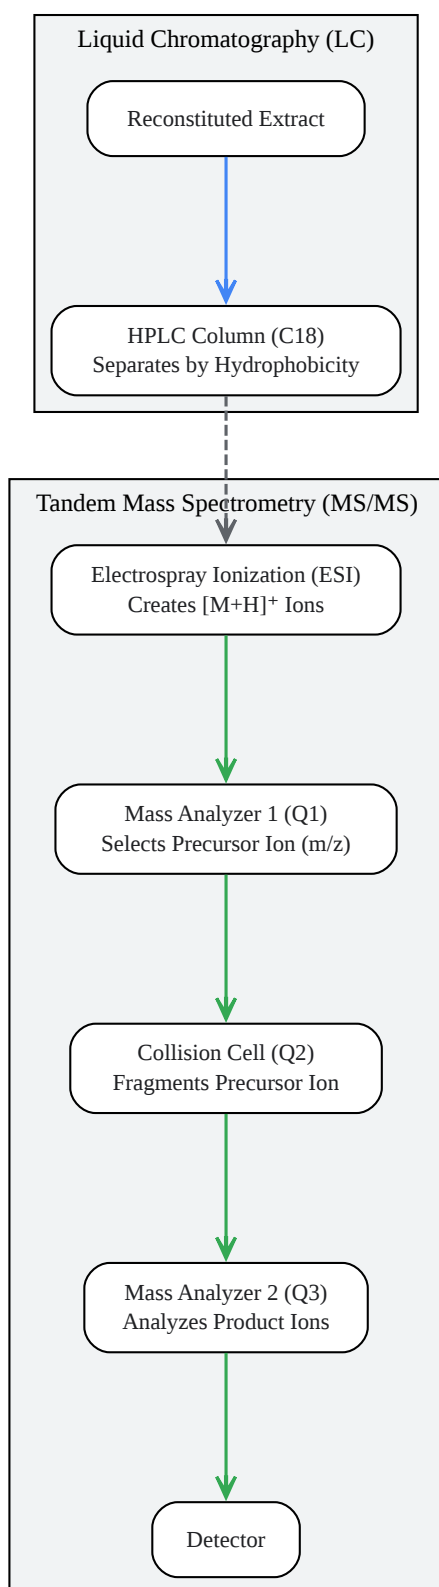 Liquid Chromatography (LC)
Reconstituted Extract
HPLC Column (C18)
Separates by Hydrophobicity
Tandem Mass Spectrometry (MS/MS)
Electrospray Ionization (ESI)
Creates [M+H]⁺ Ions
Mass Analyzer 1 (Q1)
Selects Precursor Ion (m/z)
Collision Cell (Q2)
Fragments Precursor Ion
Mass Analyzer 2 (Q3)
Analyzes Product Ions
Detector